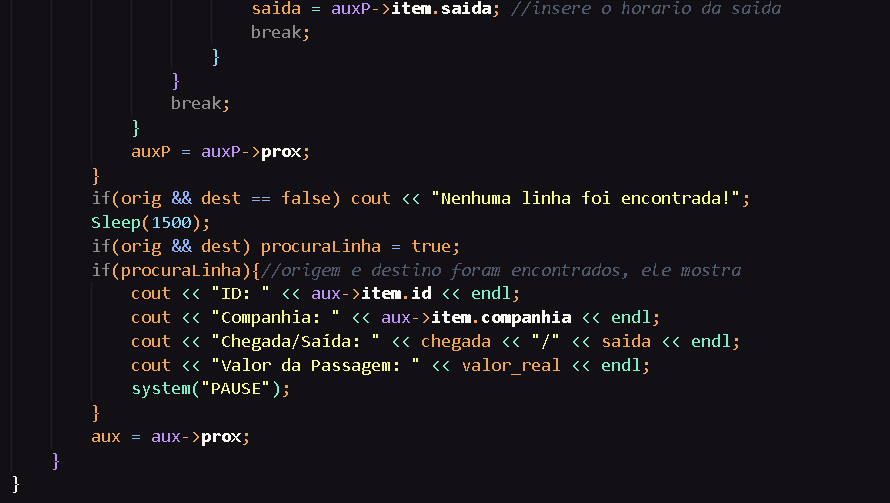 saida = auxP->item.saida; //insere o horario da saida
break;
}
}
break;
}
auxP = auxP->prox;
}
if(orig && dest == false) cout << "Nenhuma linha foi encontrada!";
Sleep(1500);
if(orig && dest) procuraLinha = true;
if(procuraLinha){//origem e destino foram encontrados, ele mostra
cout << "ID: " << aux->item.id << endl;
cout << "Companhia: " << aux->item.companhia << endl;
cout << "Chegada/Saída: " << chegada << "/" << saida << endl;
cout << "Valor da Passagem: " << valor_real << endl;
system("PAUSE");
}
aux = aux->prox;
}
}